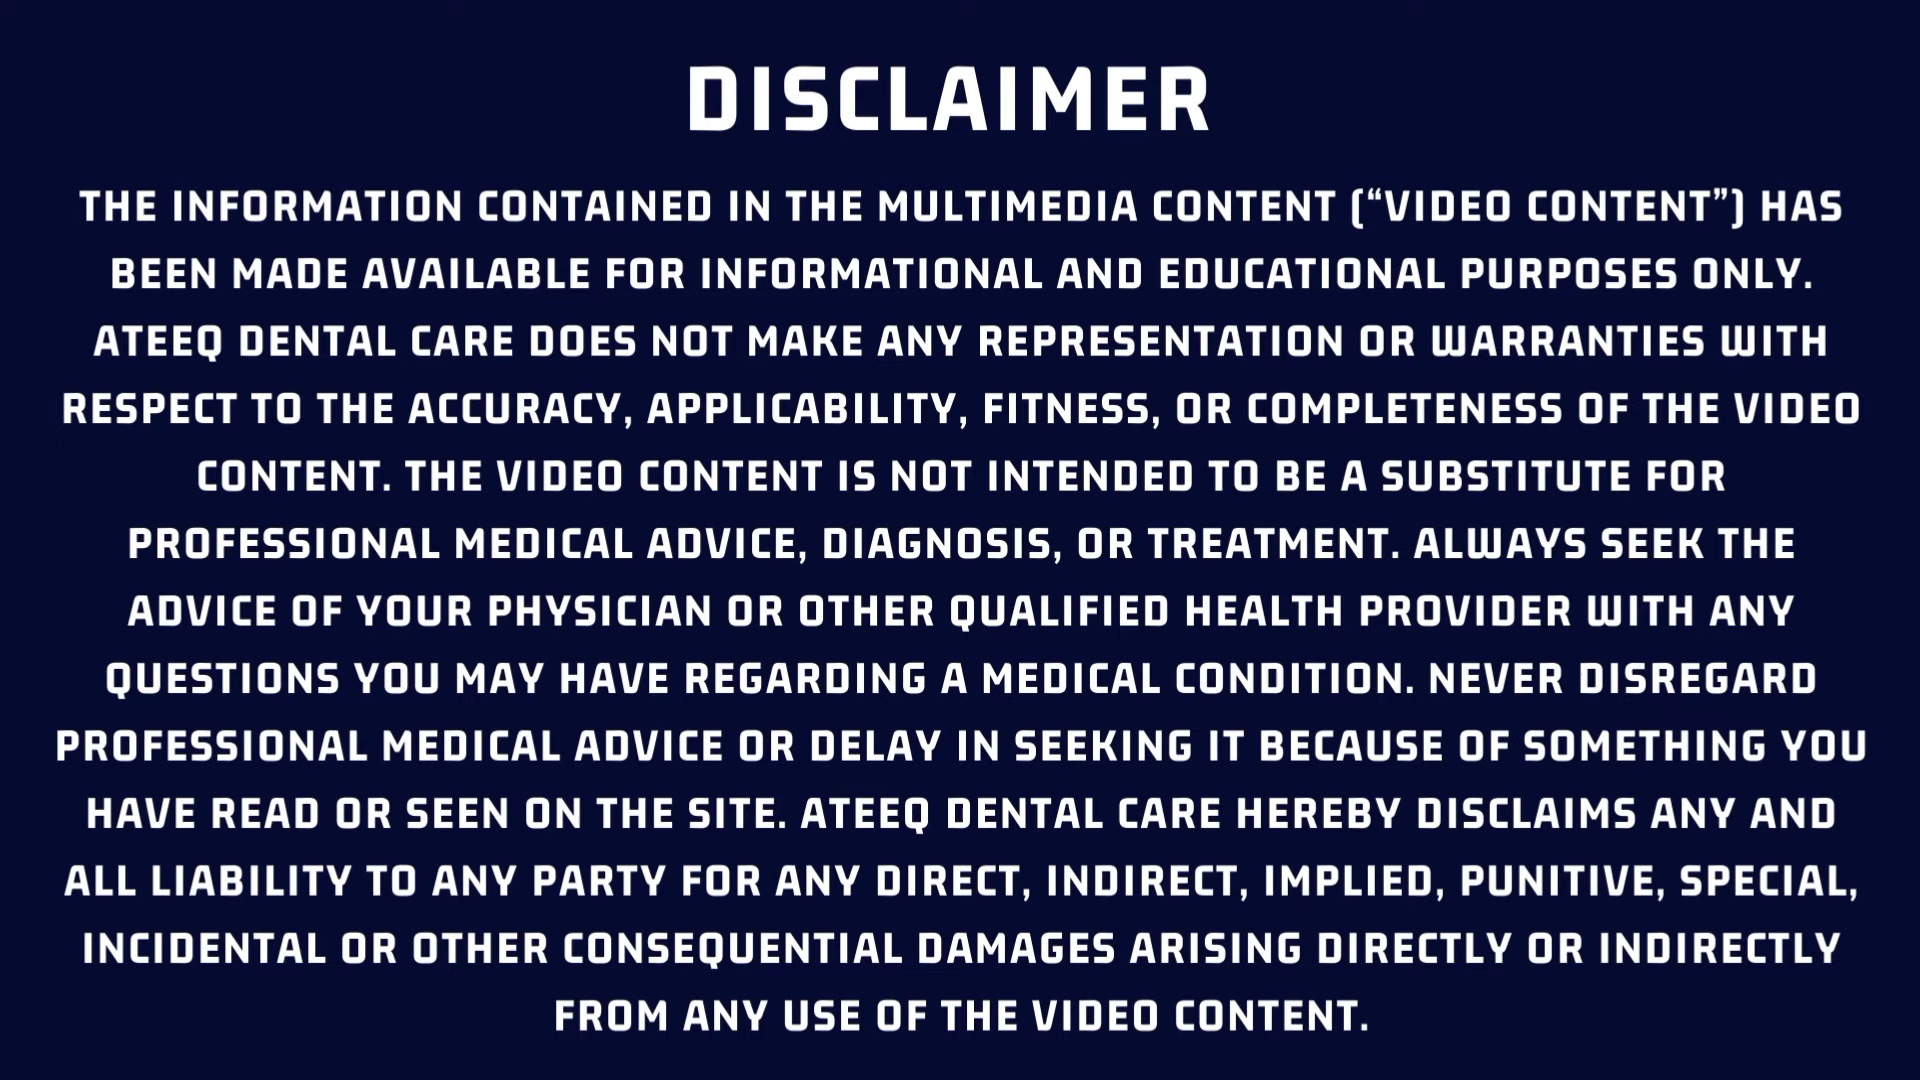 DISCLAIMER
THE INFORMATION CONTAINED IN THE MULTIMEDIA CONTENT (“VIDEO CONTENT”) HAS
BEEN MADE AVAILABLE FOR INFORMATIONAL AND EDUCATIONAL PURPOSES ONLY.
ATEEQ DENTAL CARE DOES NOT MAKE ANY REPRESENTATION OR WARRANTIES WITH
RESPECT TO THE ACCURACY, APPLICABILITY, FITNESS, OR COMPLETENESS OF THE VIDEO
CONTENT. THE VIDEO CONTENT IS NOT INTENDED TO BE A SUBSTITUTE FOR
PROFESSIONAL MEDICAL ADVICE, DIAGNOSIS, OR TREATMENT. ALWAYS SEEK THE
ADVICE OF YOUR PHYSICIAN OR OTHER QUALIFIED HEALTH PROVIDER WITH ANY
QUESTIONS YOU MAY HAVE REGARDING A MEDICAL CONDITION. NEVER DISREGARD
PROFESSIONAL MEDICAL ADVICE OR DELAY IN SEEKING IT BECAUSE OF SOMETHING YOU
HAVE READ OR SEEN ON THE SITE. ATEEQ DENTAL CARE HEREBY DISCLAIMS ANY AND
ALL LIABILITY TO ANY PARTY FOR ANY DIRECT, INDIRECT, IMPLIED, PUNITIVE, SPECIAL,
INCIDENTAL OR OTHER CONSEQUENTIAL DAMAGES ARISING DIRECTLY OR INDIRECTLY
FROM ANY USE OF THE VIDEO CONTENT.